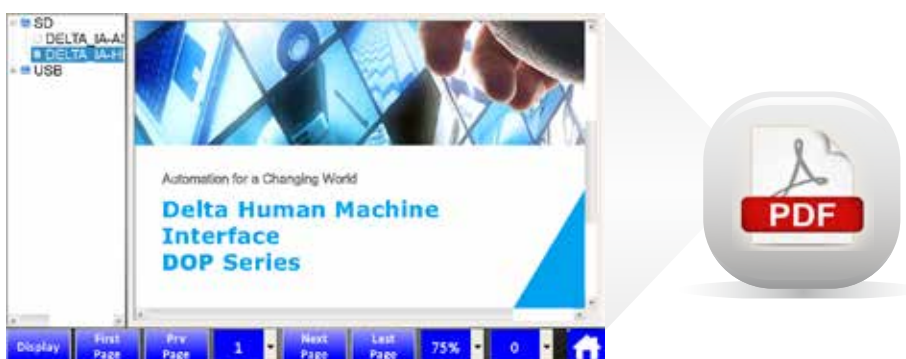 SD
DELTA_IA-AS
DELTA_IA-H
USB
Automation for a Changing World
Delta Human Machine
Interface
DOP Series
PDF
Display
First
Page
Prv
Page
1
Next
Page
Last
Page
75%
0